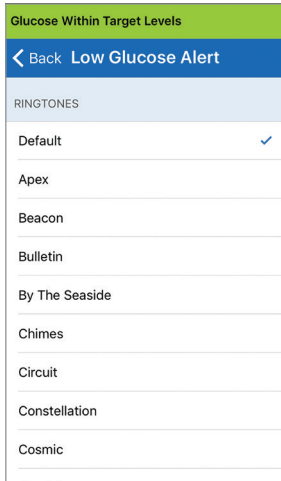 Glucose Within Target Levels
Back Low Glucose Alert
RINGTONES
Default
Apex
Beacon
Bulletin
By The Seaside
Chimes
Circuit
Constellation
Cosmic